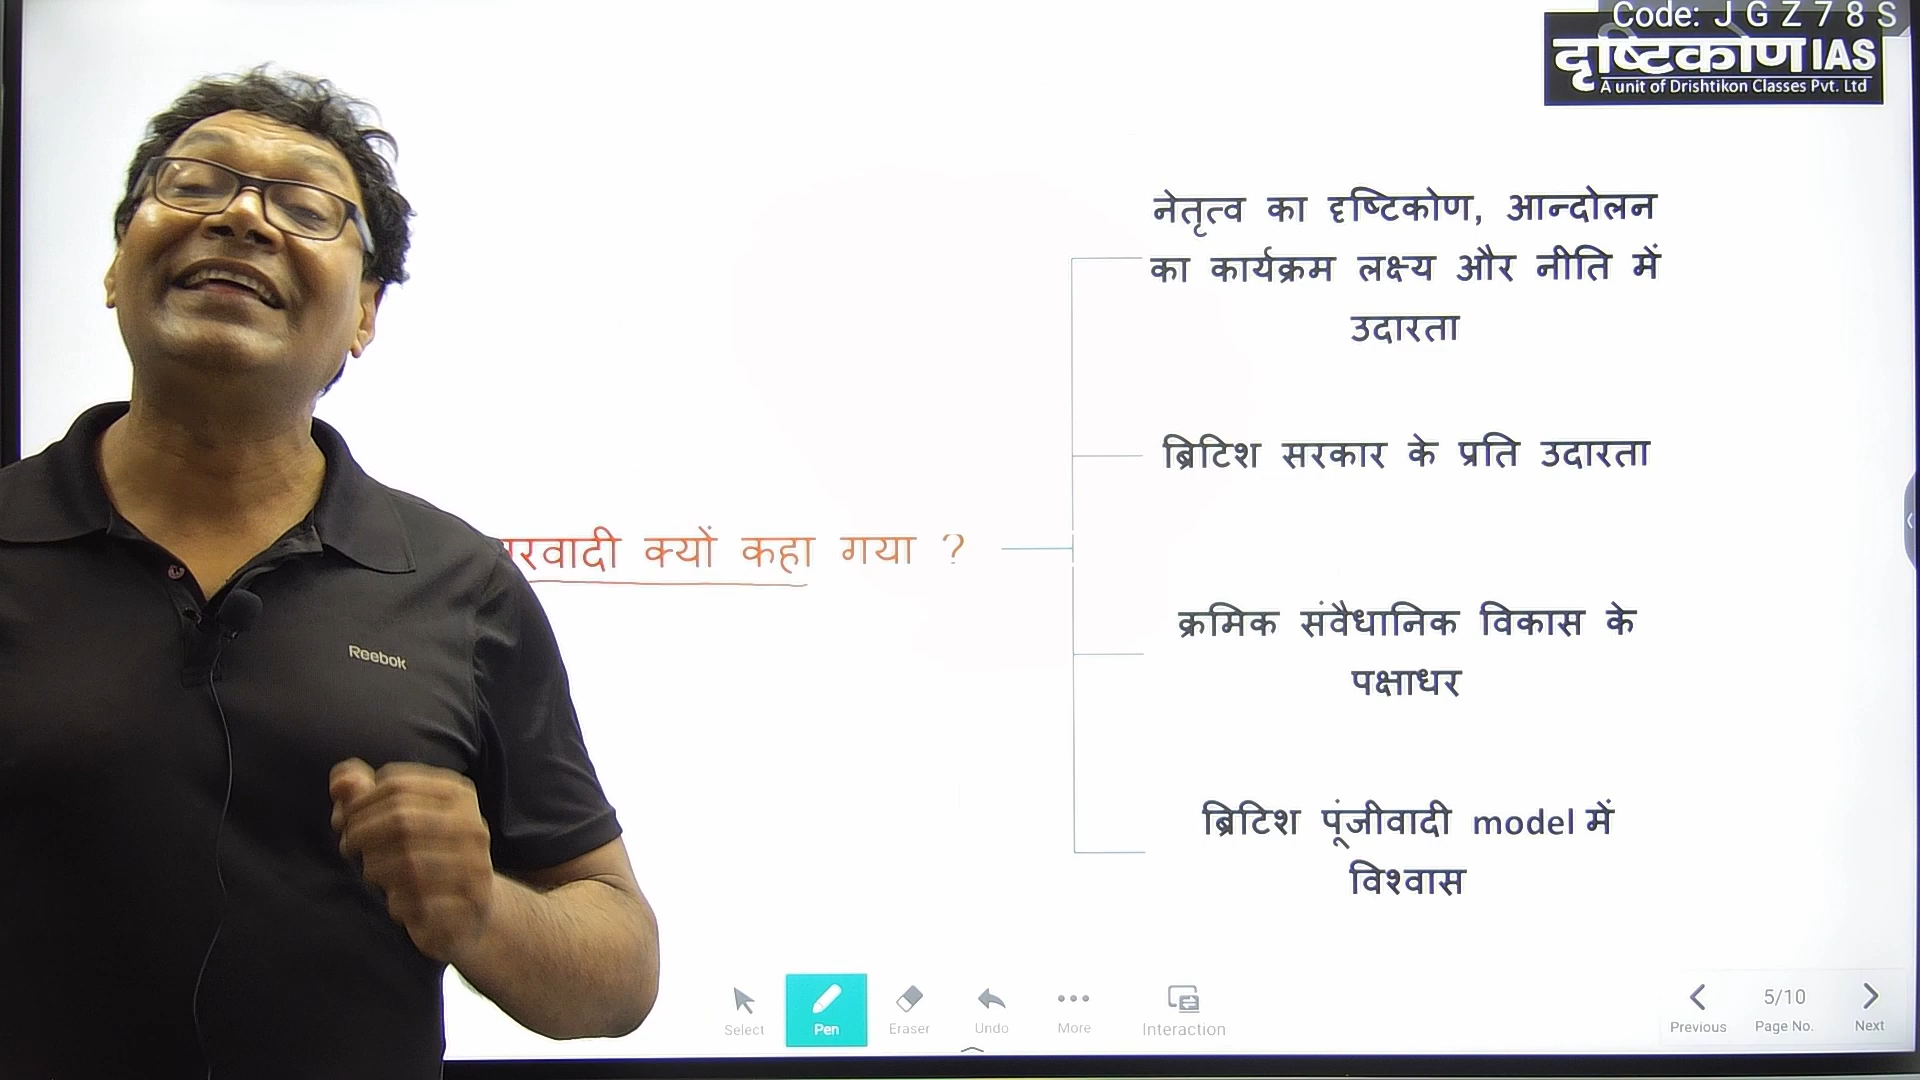 Code: J G Z 7 8 S
दृष्टिकोण IAS
A unit of Drishtikon Classes Pvt. Ltd
नेतृत्व का दृष्टिकोण, आन्दोलन
का कार्यक्रम लक्ष्य और नीति में
उदारता
ब्रिटिश सरकार के प्रति उदारता
क्यों कहा गया ?
क्रमिक संवैधानिक विकास के
पक्षाधर
ब्रिटिश पूंजीवादी model में
विश्वास
Reebok
Select
Pen
Eraser
Undo
More
Interaction
Previous
5/10
Page No.
Next